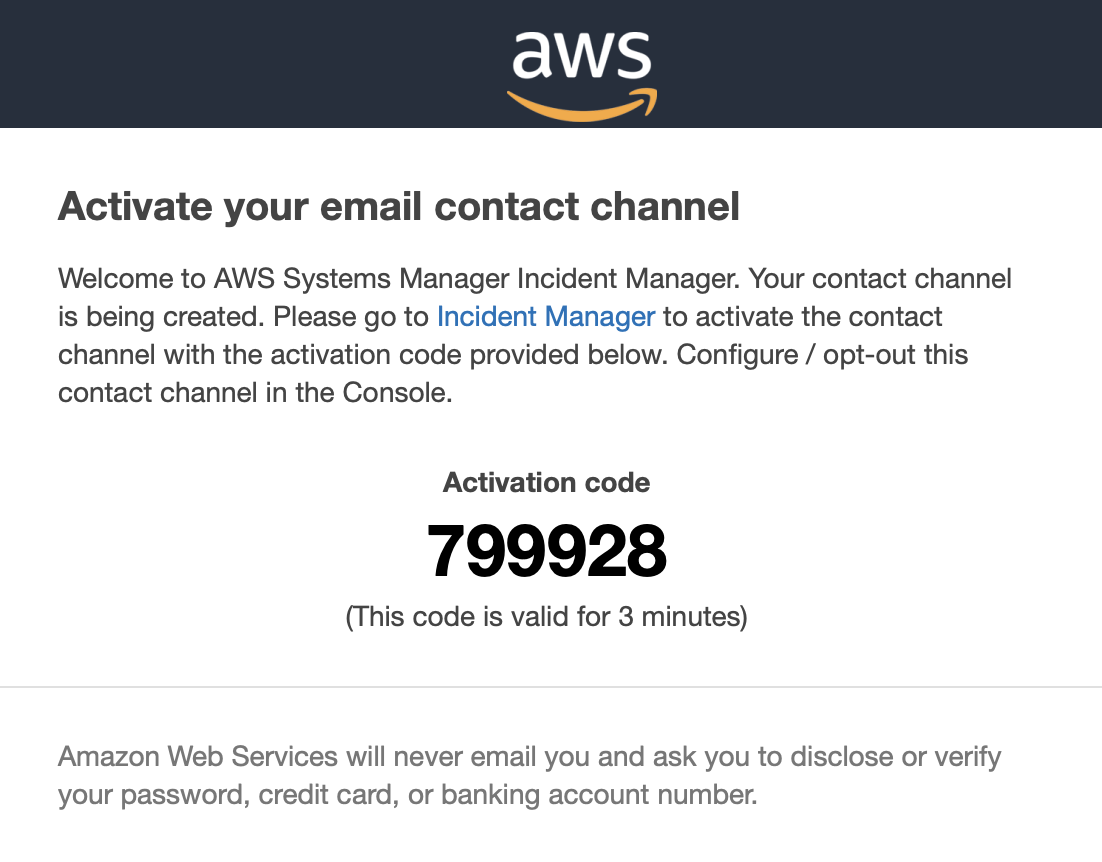 aws
Activate your email contact channel
Welcome to AWS Systems Manager Incident Manager. Your contact channel
is being created. Please go to Incident Manager to activate the contact
channel with the activation code provided below. Configure / opt-out this
contact channel in the Console.
Activation code
799928
(This code is valid for 3 minutes)
Amazon Web Services will never email you and ask you to disclose or verify
your password, credit card, or banking account number.